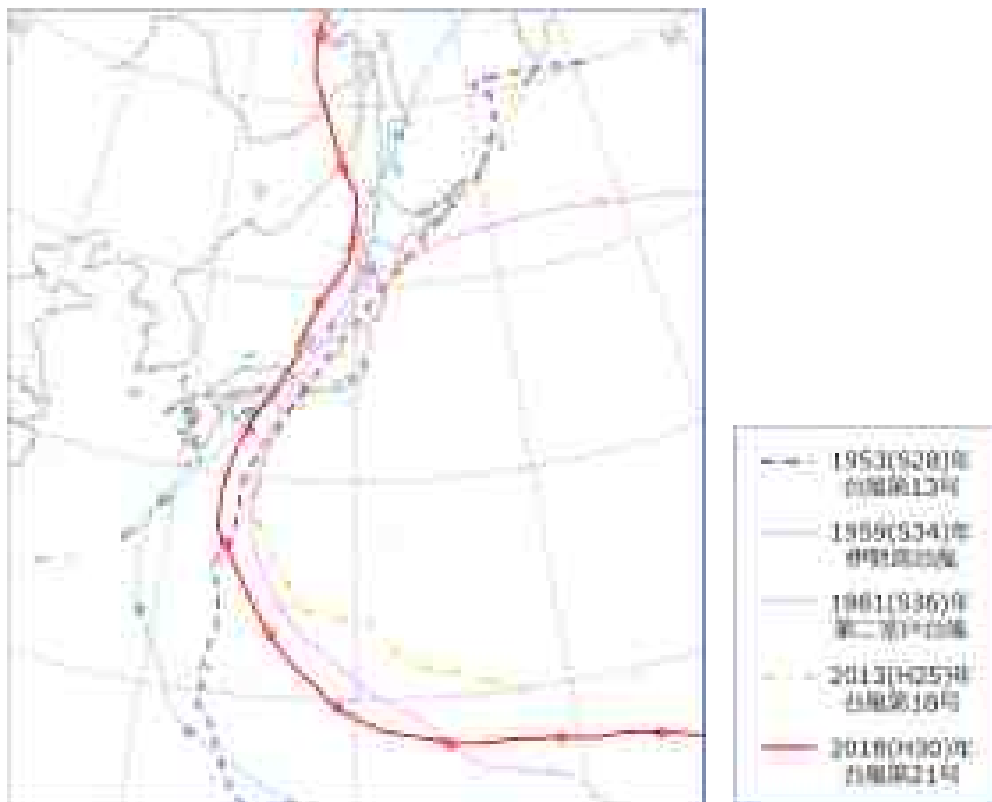 1953(S28)年
台風第13号
1959(S34)年
伊勢湾台風
1961(S36)年
第二室戸台風
2013(H25)年
台風第18号
2018(H30)年
台風第21号